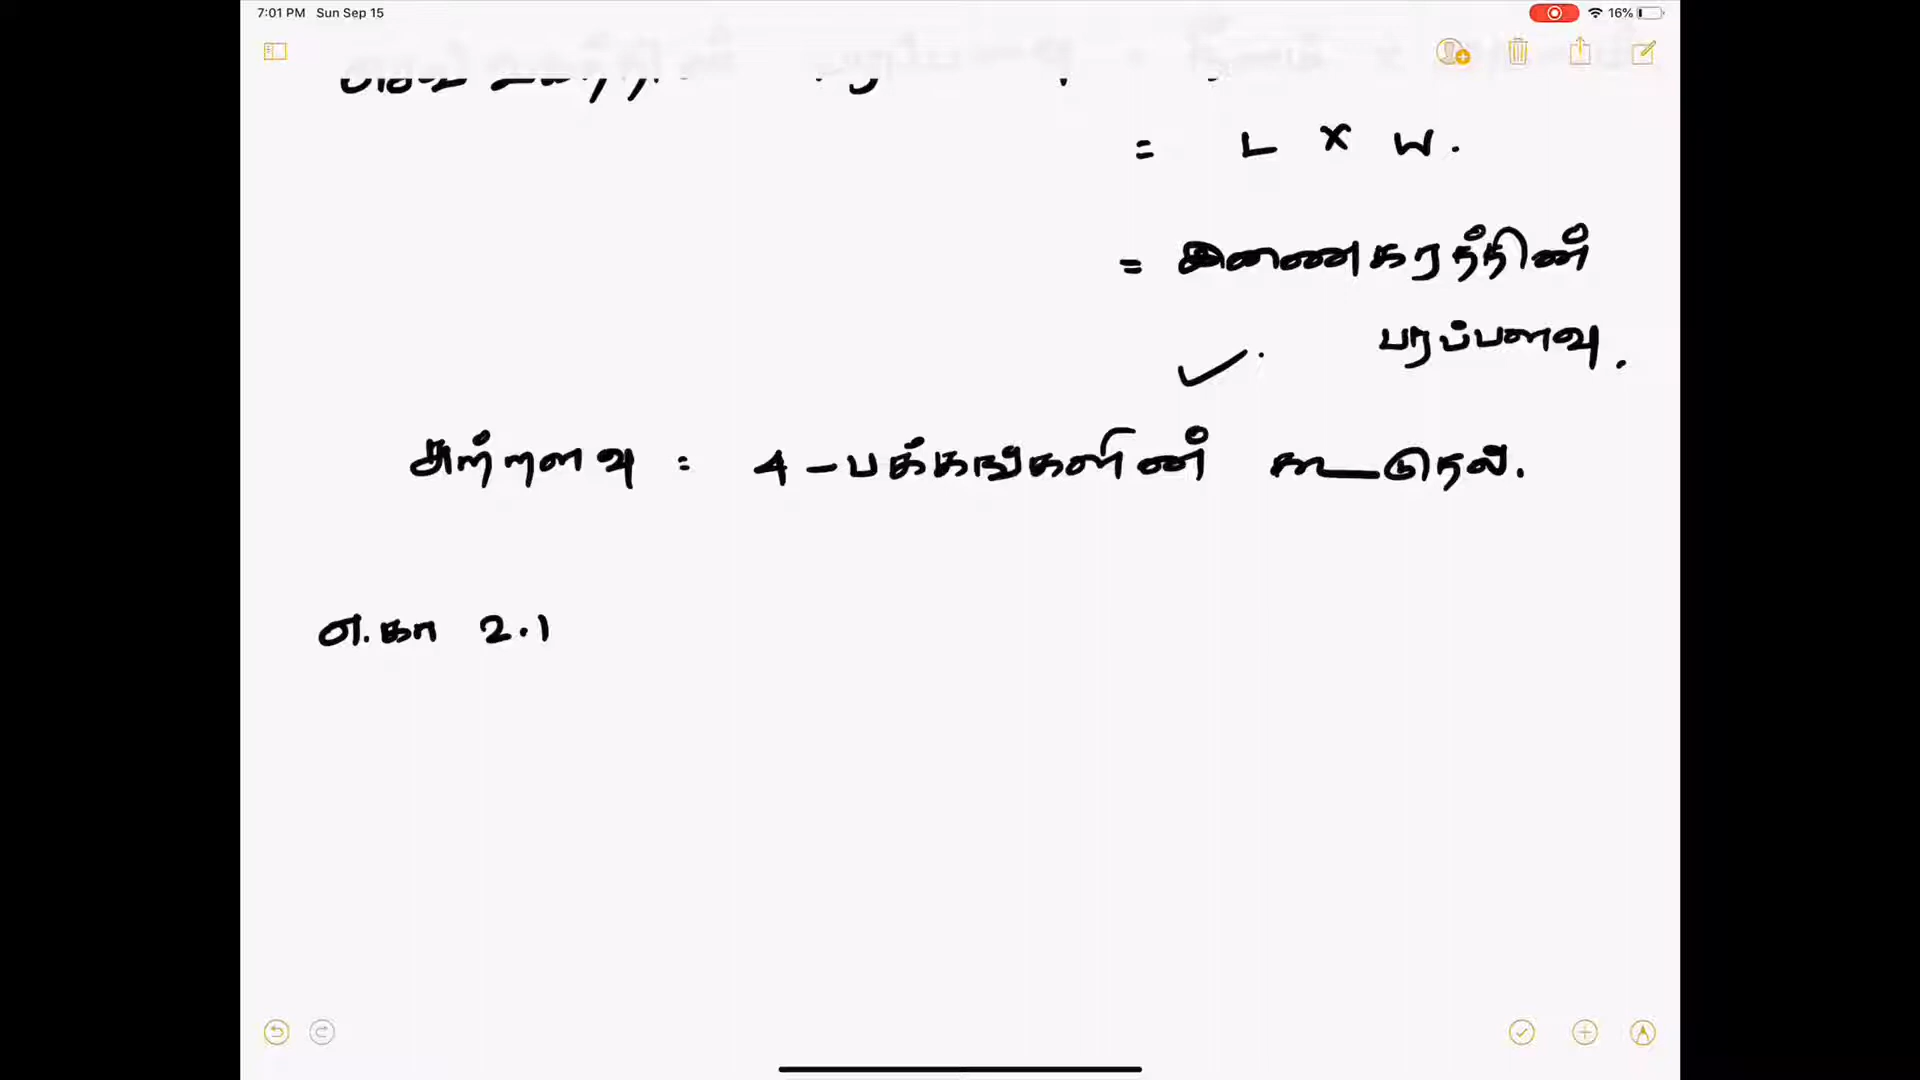 7:01 PM Sun Sep 15
16%
= L × W.
= இணைகரத்தின்
பரப்பளவு.
சுற்றளவு : 4 - பக்கங்களின் கூடுதல்.
எ.கா 2.1